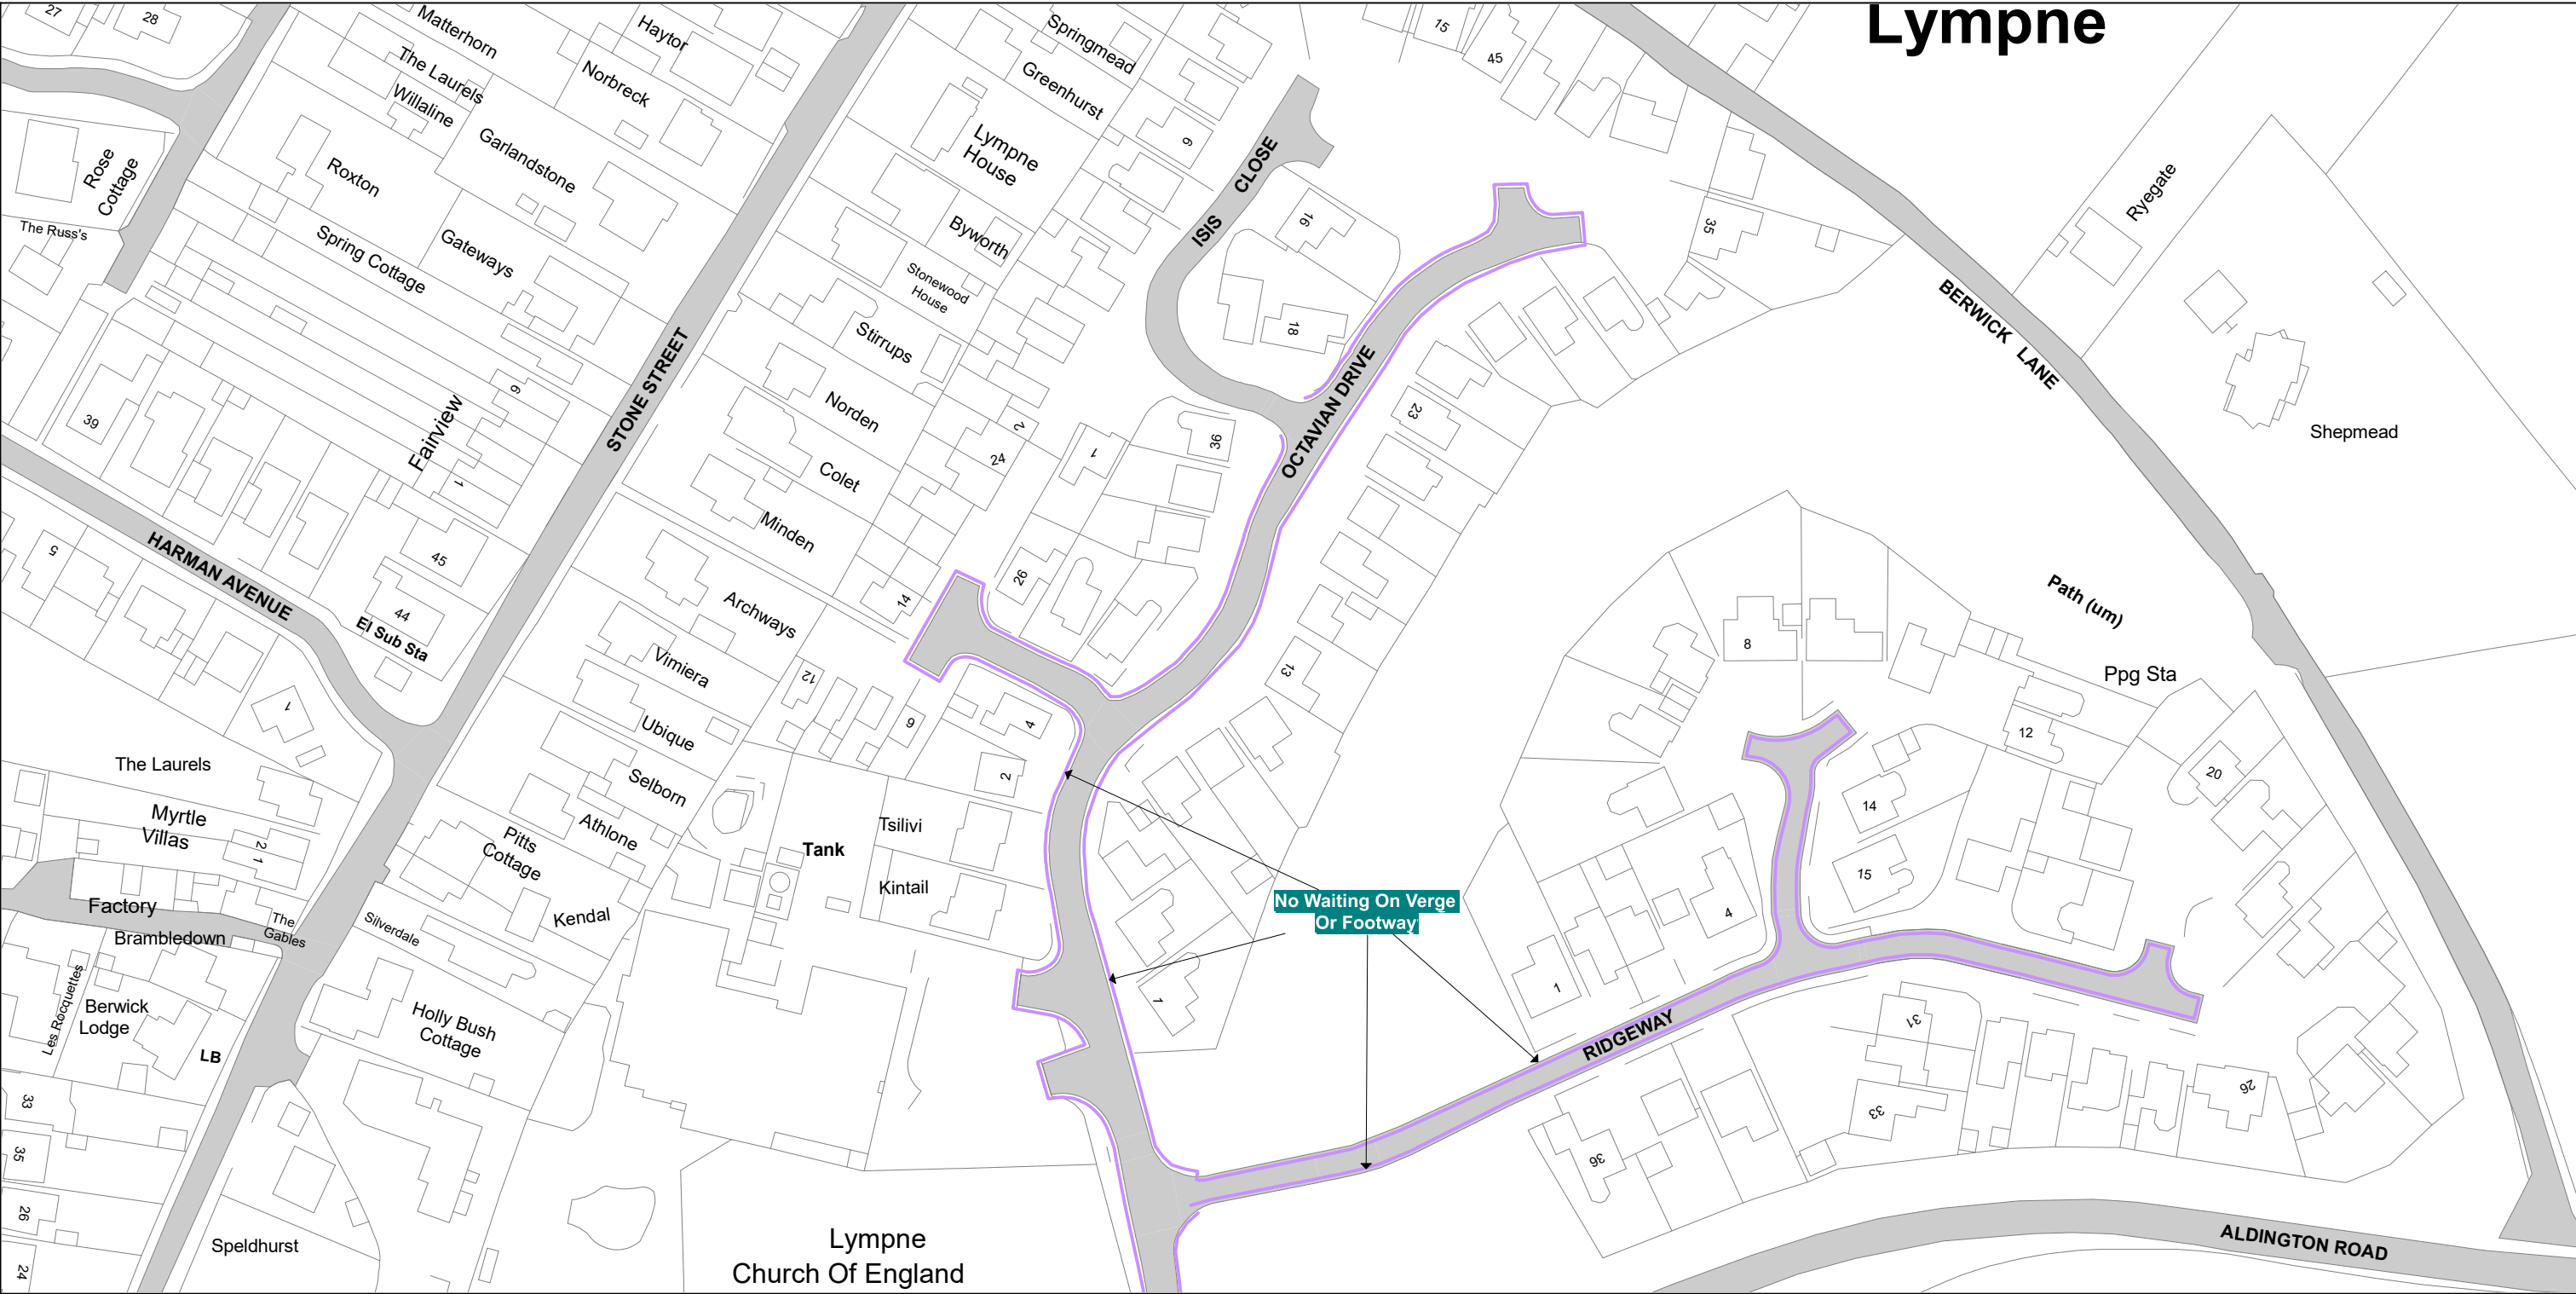 Lympne
27
28
Matterhorn
Haytor
Springmead
15
45
The Laurels
Norbreck
Greenhurst
Willaline
Garlandstone
Lympne
House
9
CLOSE
ISIS
Rose
Cottage
Roxton
The Russ's
Spring Cottage
Gateways
Byworth
Stonewood
House
16
18
35
Ryegate
BERWICK LANE
Shepmead
Stirrups
STONE STREET
OCTAVIAN DRIVE
39
Fairview
9
1
Norden
2
24
1
36
23
Colet
Minden
HARMAN AVENUE
5
45
44
El Sub Sta
14
26
Archways
Path (um)
8
Ppg Sta
Vimiera
12
13
1
Ubique
9
4
2
12
20
The Laurels
Selborn
14
Myrtle
Villas
2
1
Athlone
Pitts
Cottage
Tsilivi
Tank
Kintail
15
No Waiting On Verge
Or Footway
Factory
The
Gables
Silverdale
Kendal
4
Brambledown
Les Rocquettes
Berwick
Lodge
Holly Bush
Cottage
7
1
RIDGEWAY
31
LB
33
33
26
35
36
26
Speldhurst
Lympne
Church Of England
ALDINGTON ROAD
24